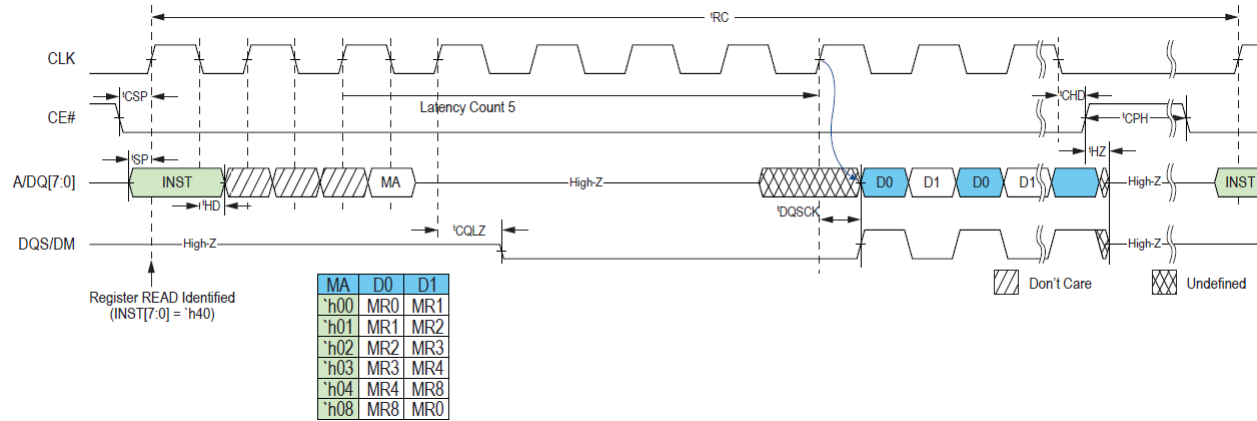 tRC
CLK
tCSP
Latency Count 5
tCHD
CE#
tCPH
tSP
tHZ
A/DQ[7:0]
INST
MA
High-Z
D0
D1
D0
D1
High-Z
INST
tHD
tDQSCK
tCQLZ
DQS/DM
High-Z
High-Z
Register READ Identified
(INST[7:0] = `h40)
Don't Care
Undefined
MA D0 D1
`h00 MR0 MR1
`h01 MR1 MR2
`h02 MR2 MR3
`h03 MR3 MR4
`h04 MR4 MR8
`h08 MR8 MR0